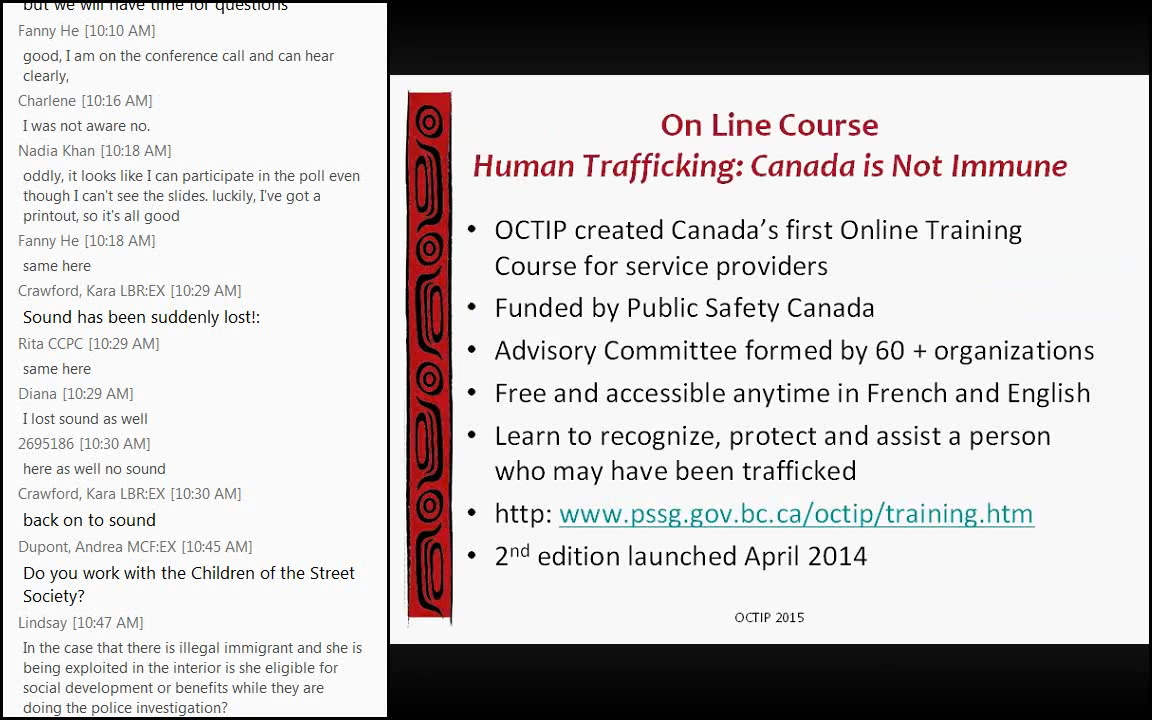 but we will have time for questions
Fanny He [10:10 AM]
good, I am on the conference call and can hear
clearly,
Charlene [10:16 AM]
I was not aware no.
Nadia Khan [10:18 AM]
oddly, it looks like I can participate in the poll even
though I can't see the slides. luckily, I've got a
printout, so it's all good
Fanny He [10:18 AM]
same here
Crawford, Kara LBR:EX [10:29 AM]
Sound has been suddenly lost!:
Rita CCPC [10:29 AM]
same here
Diana [10:29 AM]
I lost sound as well
2695186 [10:30 AM]
here as well no sound
Crawford, Kara LBR:EX [10:30 AM]
back on to sound
Dupont, Andrea MCF:EX [10:45 AM]
Do you work with the Children of the Street
Society?
Lindsay [10:47 AM]
In the case that there is illegal immigrant and she is
being exploited in the interior is she eligible for
social development or benefits while they are
doing the police investigation?
On Line Course
Human Trafficking: Canada is Not Immune
• OCTIP created Canada's first Online Training
Course for service providers
• Funded by Public Safety Canada
• Advisory Committee formed by 60 + organizations
• Free and accessible anytime in French and English
• Learn to recognize, protect and assist a person
who may have been trafficked
• http: www.pssg.gov.bc.ca/octip/training.htm
• 2nd edition launched April 2014
OCTIP 2015